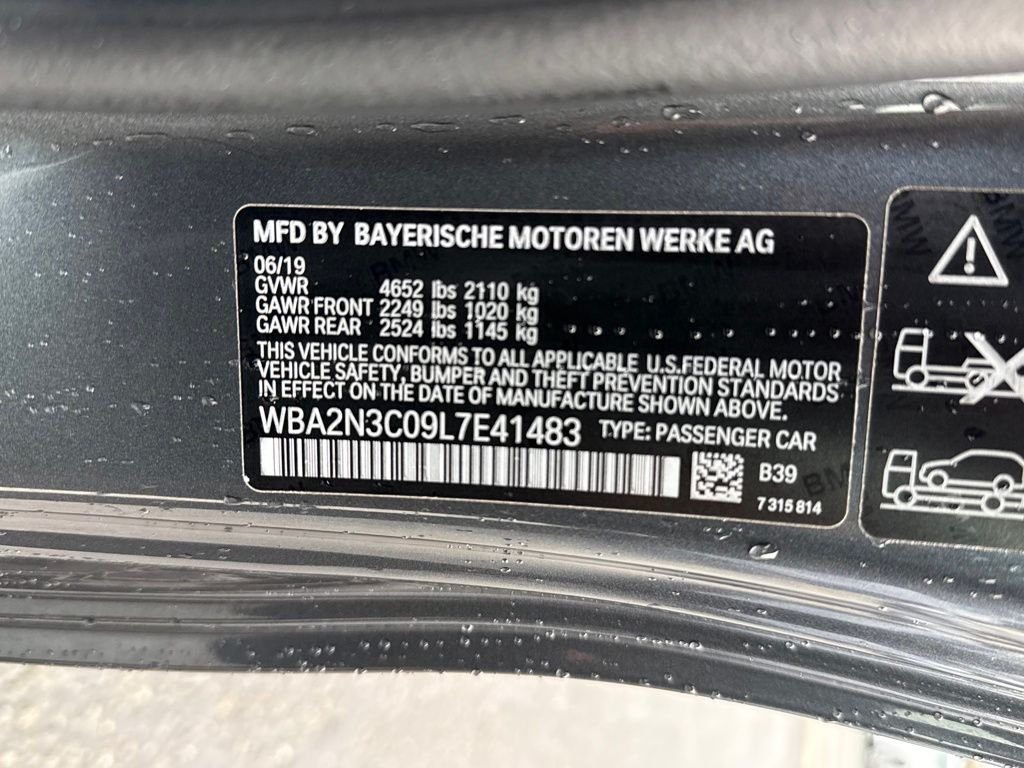 MFD BY BAYERISCHE MOTOREN WERKE AG
06/19
GVWR 4652 lbs 2110 kg
GAWR FRONT 2249 lbs 1020 kg
GAWR REAR 2524 lbs 1145 kg
THIS VEHICLE CONFORMS TO ALL APPLICABLE U.S.FEDERAL MOTOR
VEHICLE SAFETY, BUMPER AND THEFT PREVENTION STANDARDS
IN EFFECT ON THE DATE OF MANUFACTURE SHOWN ABOVE.
WBA2N3C09L7E41483 TYPE: PASSENGER CAR
B39
7 315 814
BMW